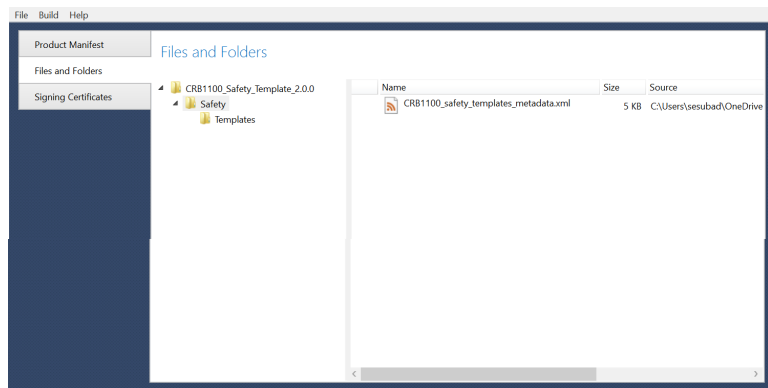 File Build Help
Product Manifest
Files and Folders
Signing Certificates
Files and Folders
CRB1100_Safety_Template_2.0.0
Safety
Templates
Name Size Source
CRB1100_safety_templates_metadata.xml 5 KB C:\Users\sesubad\OneDrive